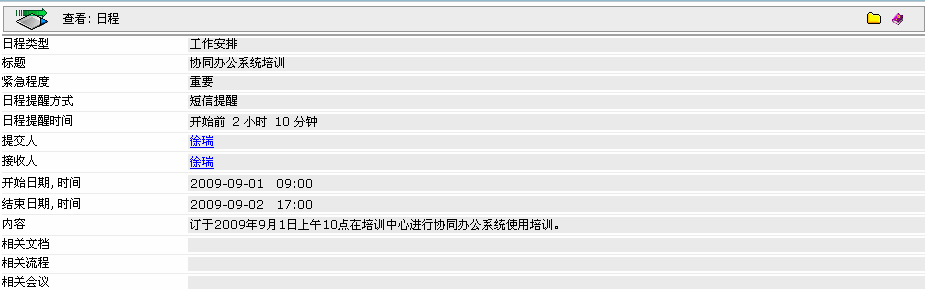 查看: 日程
日程类型 工作安排
标题 协同办公系统培训
紧急程度 重要
日程提醒方式 短信提醒
日程提醒时间 开始前 2 小时 10 分钟
提交人 徐瑞
接收人 徐瑞
开始日期, 时间 2009-09-01 09:00
结束日期, 时间 2009-09-02 17:00
内容 订于2009年9月1日上午10点在培训中心进行协同办公系统使用培训。
相关文档
相关流程
相关会议